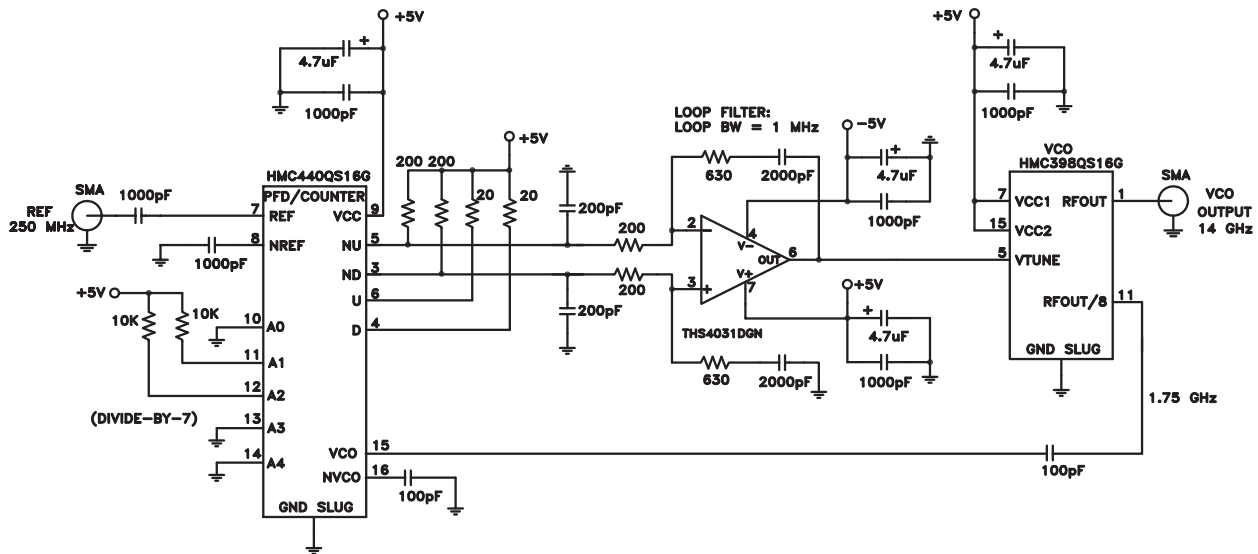 +5V
+
4.7uF
1000pF
+5V
+
4.7uF
1000pF
LOOP FILTER:
LOOP BW = 1 MHz
-5V
+
4.7uF
1000pF
630
2000pF
+5V
200 200
20
20
HMC440QS16G
PFD/COUNTER
SMA
REF
250 MHz
1000pF
7
REF
8
NREF
1000pF
VCC
9
NU
5
ND
3
U
6
D
4
200pF
200pF
200
200
2
−
3
+
4
V−
OUT
6
V+
7
THS4031DGN
+5V
+
4.7uF
1000pF
630
2000pF
VCO
HMC398QS16G
7
VCC1
15
VCC2
RFOUT
1
SMA
VCO
OUTPUT
14 GHz
5
VTUNE
RFOUT/8
11
GND SLUG
1.75 GHz
+5V
10K
10K
10
A0
11
A1
12
A2
(DIVIDE-BY-7)
13
A3
14
A4
VCO
15
NVCO
16
100pF
100pF
GND SLUG